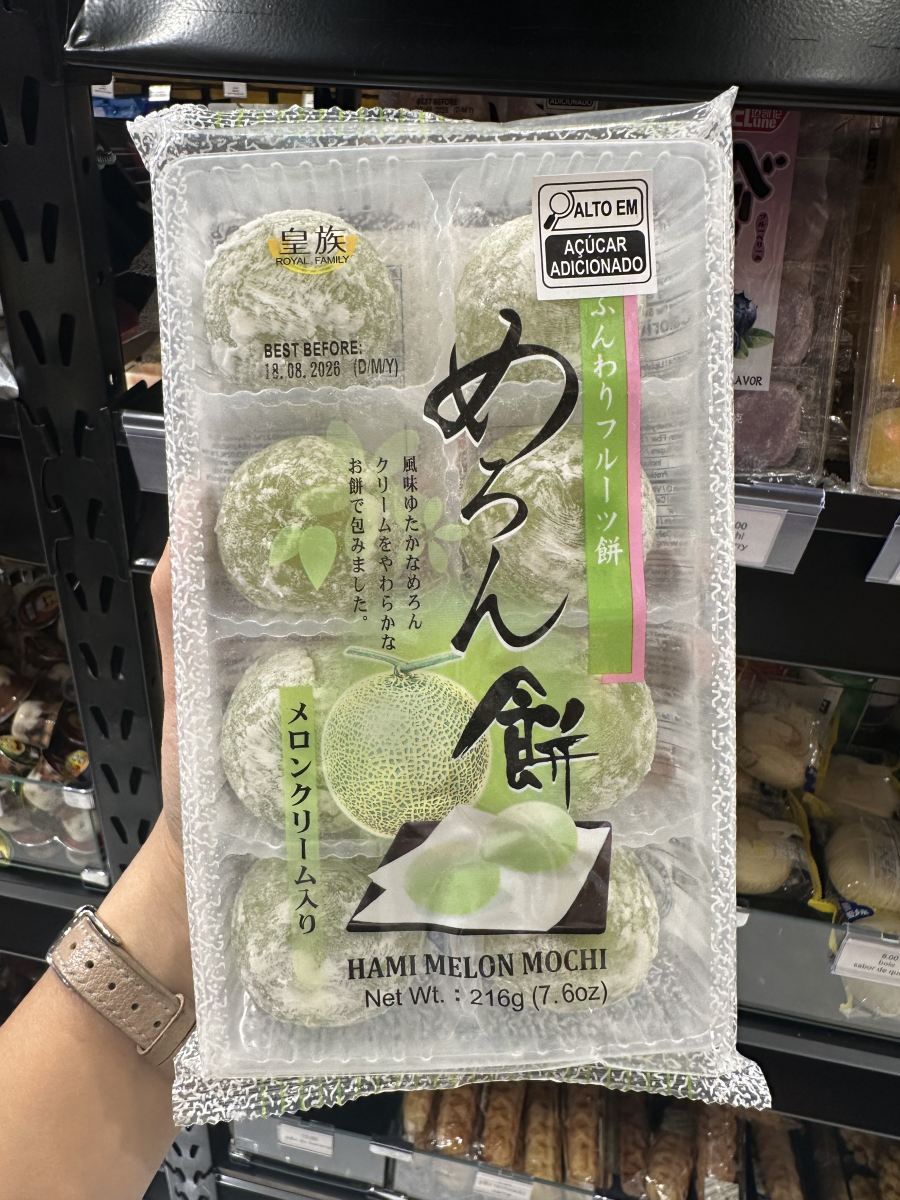 皇族
ROYAL FAMILY
BEST BEFORE:
18.08.2026 (D/M/Y)
ALTO EM
AÇÚCAR
ADICIONADO
ふんわりフルーツ餅
めろん餅
風味ゆたかなめろん
クリームをやわらかな
お餅で包みました。
メロンクリーム入り
HAMI MELON MOCHI
Net Wt.：216g (7.6oz)